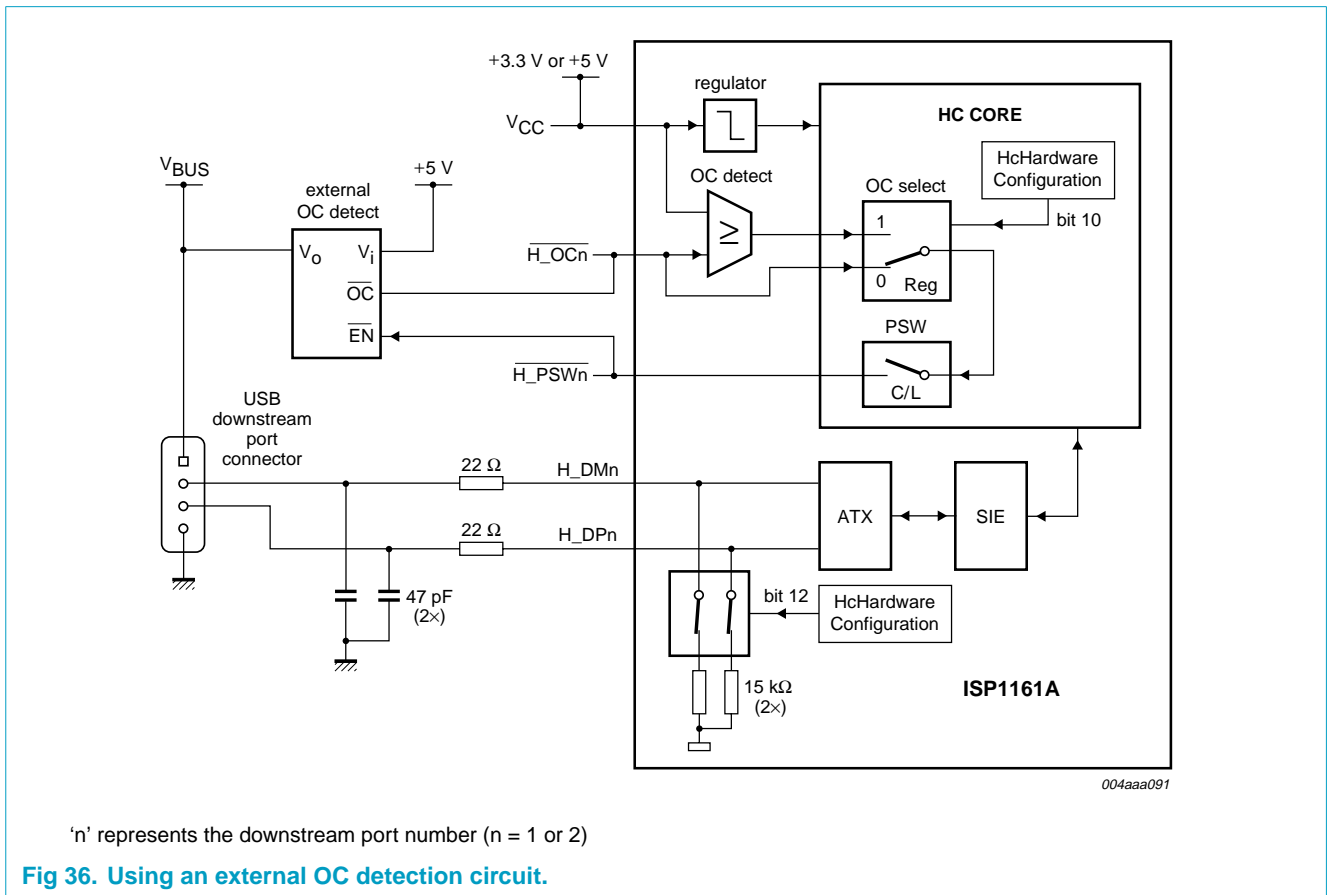 +3.3 V or +5 V
regulator
HC CORE
VCC
HcHardware
Configuration
VBUS
+5 V
OC detect
OC select
external
OC detect
1
bit 10
Vo
Vi
≥
H_OCn
0
Reg
OC
PSW
EN
H_PSWn
C/L
USB
downstream
port
connector
22 Ω
H_DMn
ATX
SIE
22 Ω
H_DPn
47 pF
(2×)
bit 12
HcHardware
Configuration
15 kΩ
(2×)
ISP1161A
004aaa091
‘n’ represents the downstream port number (n = 1 or 2)
Fig 36. Using an external OC detection circuit.